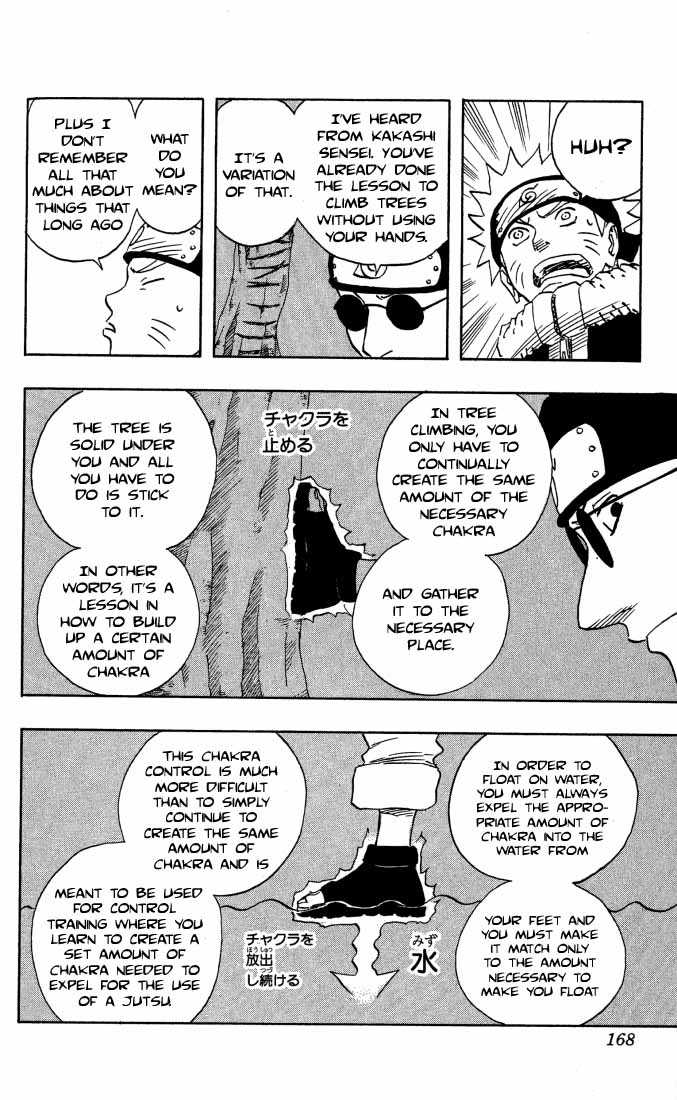 HUH?
I'VE HEARD
FROM KAKASHI
SENSEI. YOU'VE
ALREADY DONE
THE LESSON TO
CLIMB TREES
WITHOUT USING
YOUR HANDS.
IT'S A
VARIATION
OF THAT.
WHAT
DO
YOU
MEAN?
PLUS I
DON'T
REMEMBER
ALL THAT
MUCH ABOUT
THINGS THAT
LONG AGO
IN TREE
CLIMBING, YOU
ONLY HAVE TO
CONTINUALLY
CREATE THE SAME
AMOUNT OF THE
NECESSARY
CHAKRA
AND GATHER
IT TO THE
NECESSARY
PLACE.
チャクラを
と
止める
THE TREE IS
SOLID UNDER
YOU AND ALL
YOU HAVE TO
DO IS STICK
TO IT.
IN OTHER
WORDS, IT'S A
LESSON IN
HOW TO BUILD
UP A CERTAN
AMOUNT OF
CHAKRA
IN ORDER TO
FLOAT ON WATER,
YOU MUST ALWAYS
EXPEL THE APPRO-
PRIATE AMOUNT OF
CHAKRA INTO THE
WATER FROM
YOUR FEET AND
YOU MUST MAKE
IT MATCH ONLY
TO THE AMOUNT
NECESSARY TO
MAKE YOU FLOAT
みず
水
チャクラを
ほうしゅつ
放出
つづ
し続ける
THIS CHAKRA
CONTROL IS MUCH
MORE DIFFICULT
THAN TO SIMPLY
CONTINUE TO
CREATE THE SAME
AMOUNT OF
CHAKRA AND IS
MEANT TO BE USED
FOR CONTROL
TRANING WHERE YOU
LEARN TO CREATE A
SET AMOUNT OF
CHAKRA NEEDED TO
EXPEL FOR THE USE
OF A JUTSU.
168